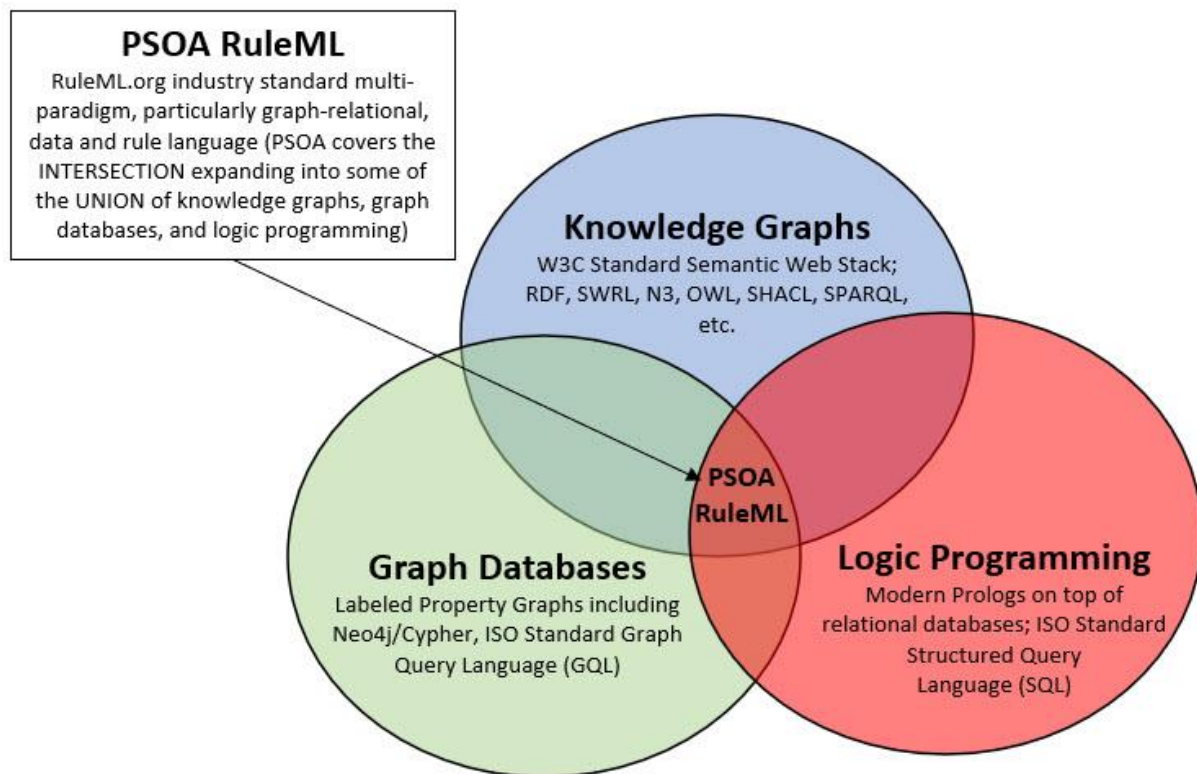 PSOA RuleML
RuleML.org industry standard multi-
paradigm, particularly graph-relational,
data and rule language (PSOA covers the
INTERSECTION expanding into some of
the UNION of knowledge graphs, graph
databases, and logic programming)
Knowledge Graphs
W3C Standard Semantic Web Stack;
RDF, SWRL, N3, OWL, SHACL, SPARQL,
etc.
PSOA
RuleML
Graph Databases
Labeled Property Graphs including
Neo4j/Cypher, ISO Standard Graph
Query Language (GQL)
Logic Programming
Modern Prologs on top of
relational databases; ISO Standard
Structured Query
Language (SQL)